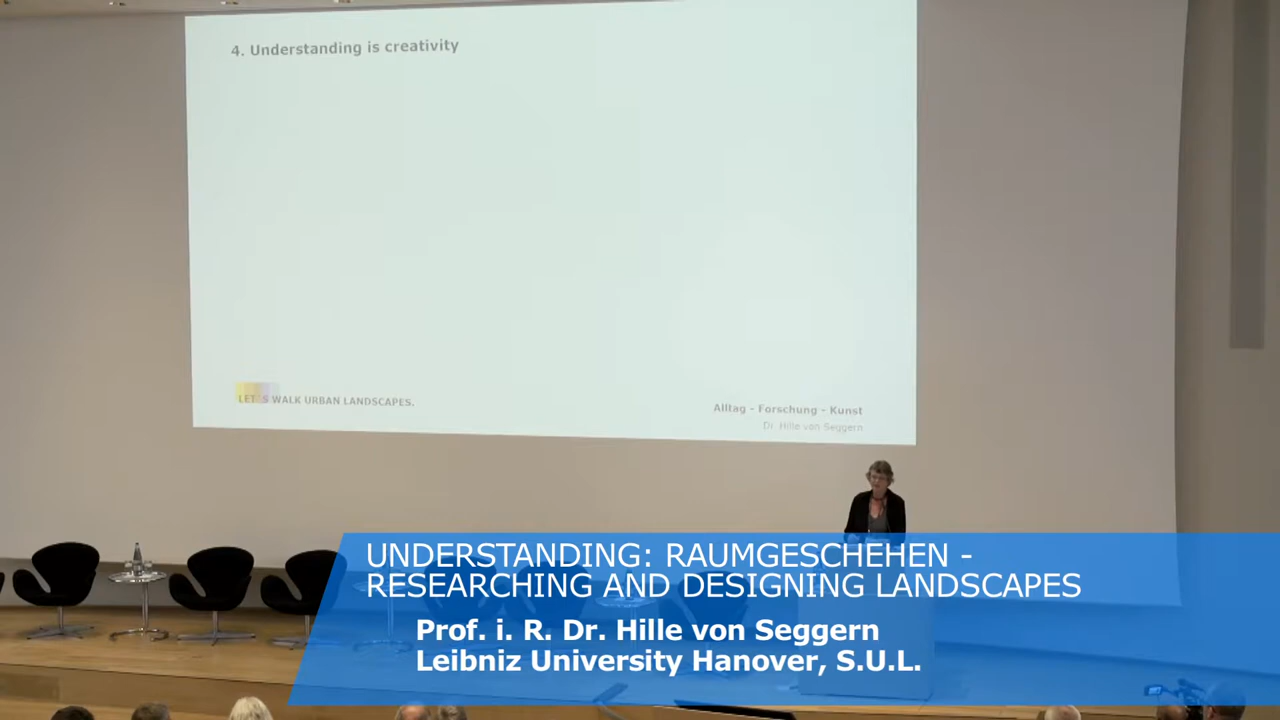 4. Understanding is creativity
LET'S WALK URBAN LANDSCAPES.
Alltag - Forschung - Kunst
Dr. Hille von Seggern
UNDERSTANDING: RAUMGESCHEHEN -
RESEARCHING AND DESIGNING LANDSCAPES
Prof. i. R. Dr. Hille von Seggern
Leibniz University Hanover, S.U.L.